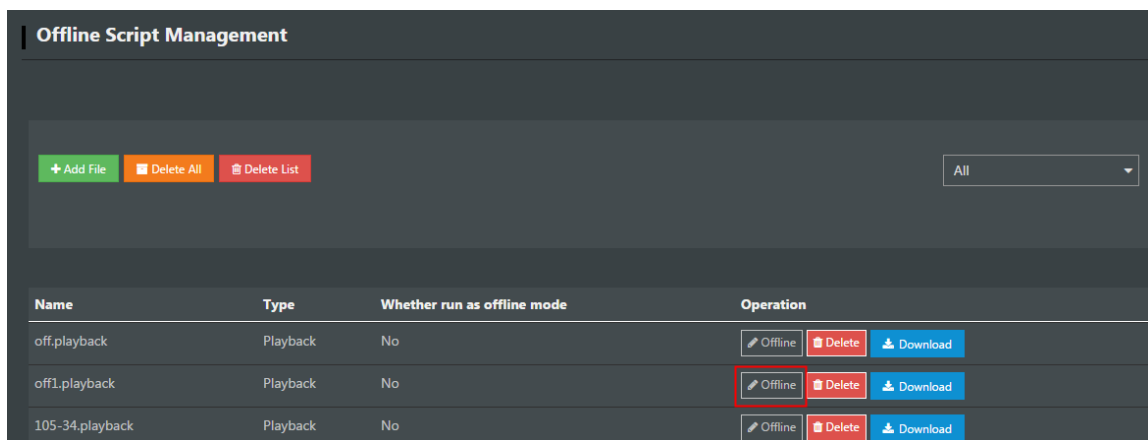 Offline Script Management
Add File Delete All Delete List All
Name Type Whether run as offline mode Operation
off.playback Playback No Offline Delete Download
off1.playback Playback No Offline Delete Download
105-34.playback Playback No Offline Delete Download